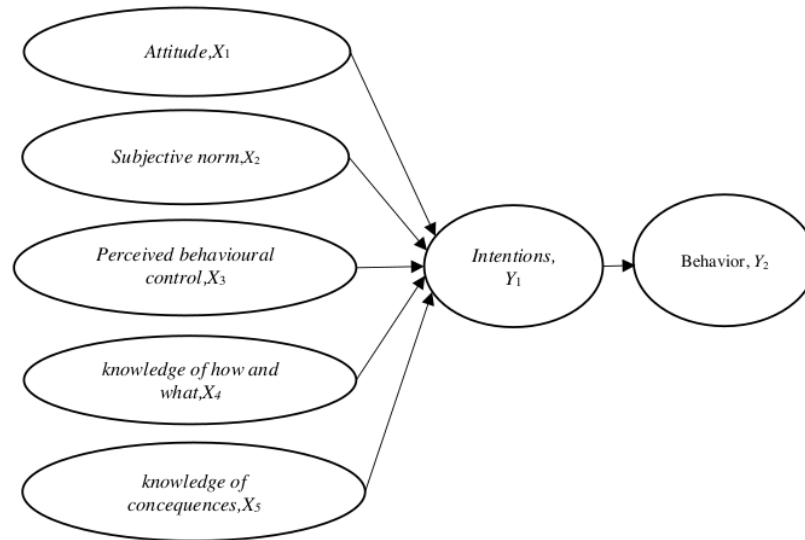 Attitude,X1
Subjective norm,X2
Perceived behavioural
control,X3
knowledge of how and
what,X4
knowledge of
concequences,X5
Intentions,
Y1
Behavior, Y2